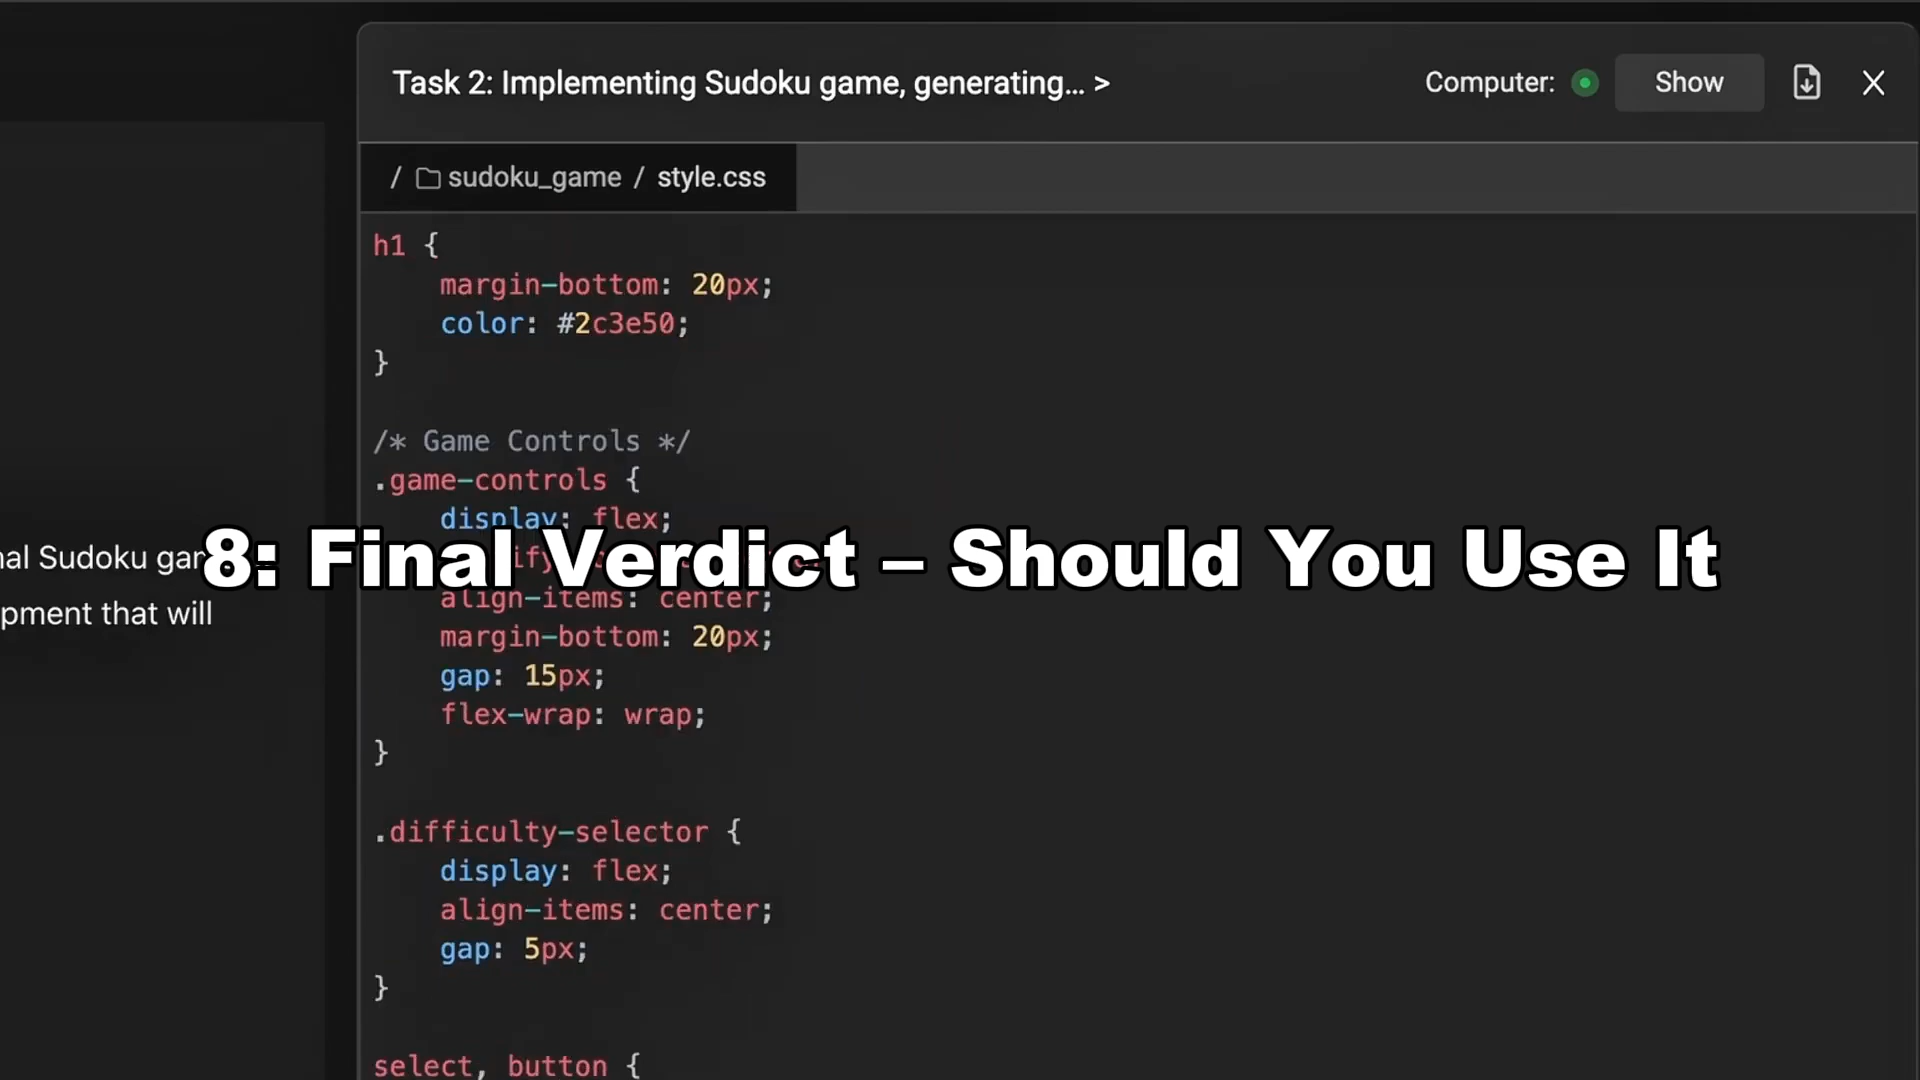 Task 2: Implementing Sudoku game, generating... >
Computer:
Show
/ sudoku_game / style.css
h1 {
margin-bottom: 20px;
color: #2c3e50;
}
/* Game Controls */
.game-controls {
display: flex;
8: Final Verdict – Should You Use It
align-items: center;
margin-bottom: 20px;
gap: 15px;
flex-wrap: wrap;
}
.difficulty-selector {
display: flex;
align-items: center;
gap: 5px;
}
select, button {
nal Sudoku
pment that will